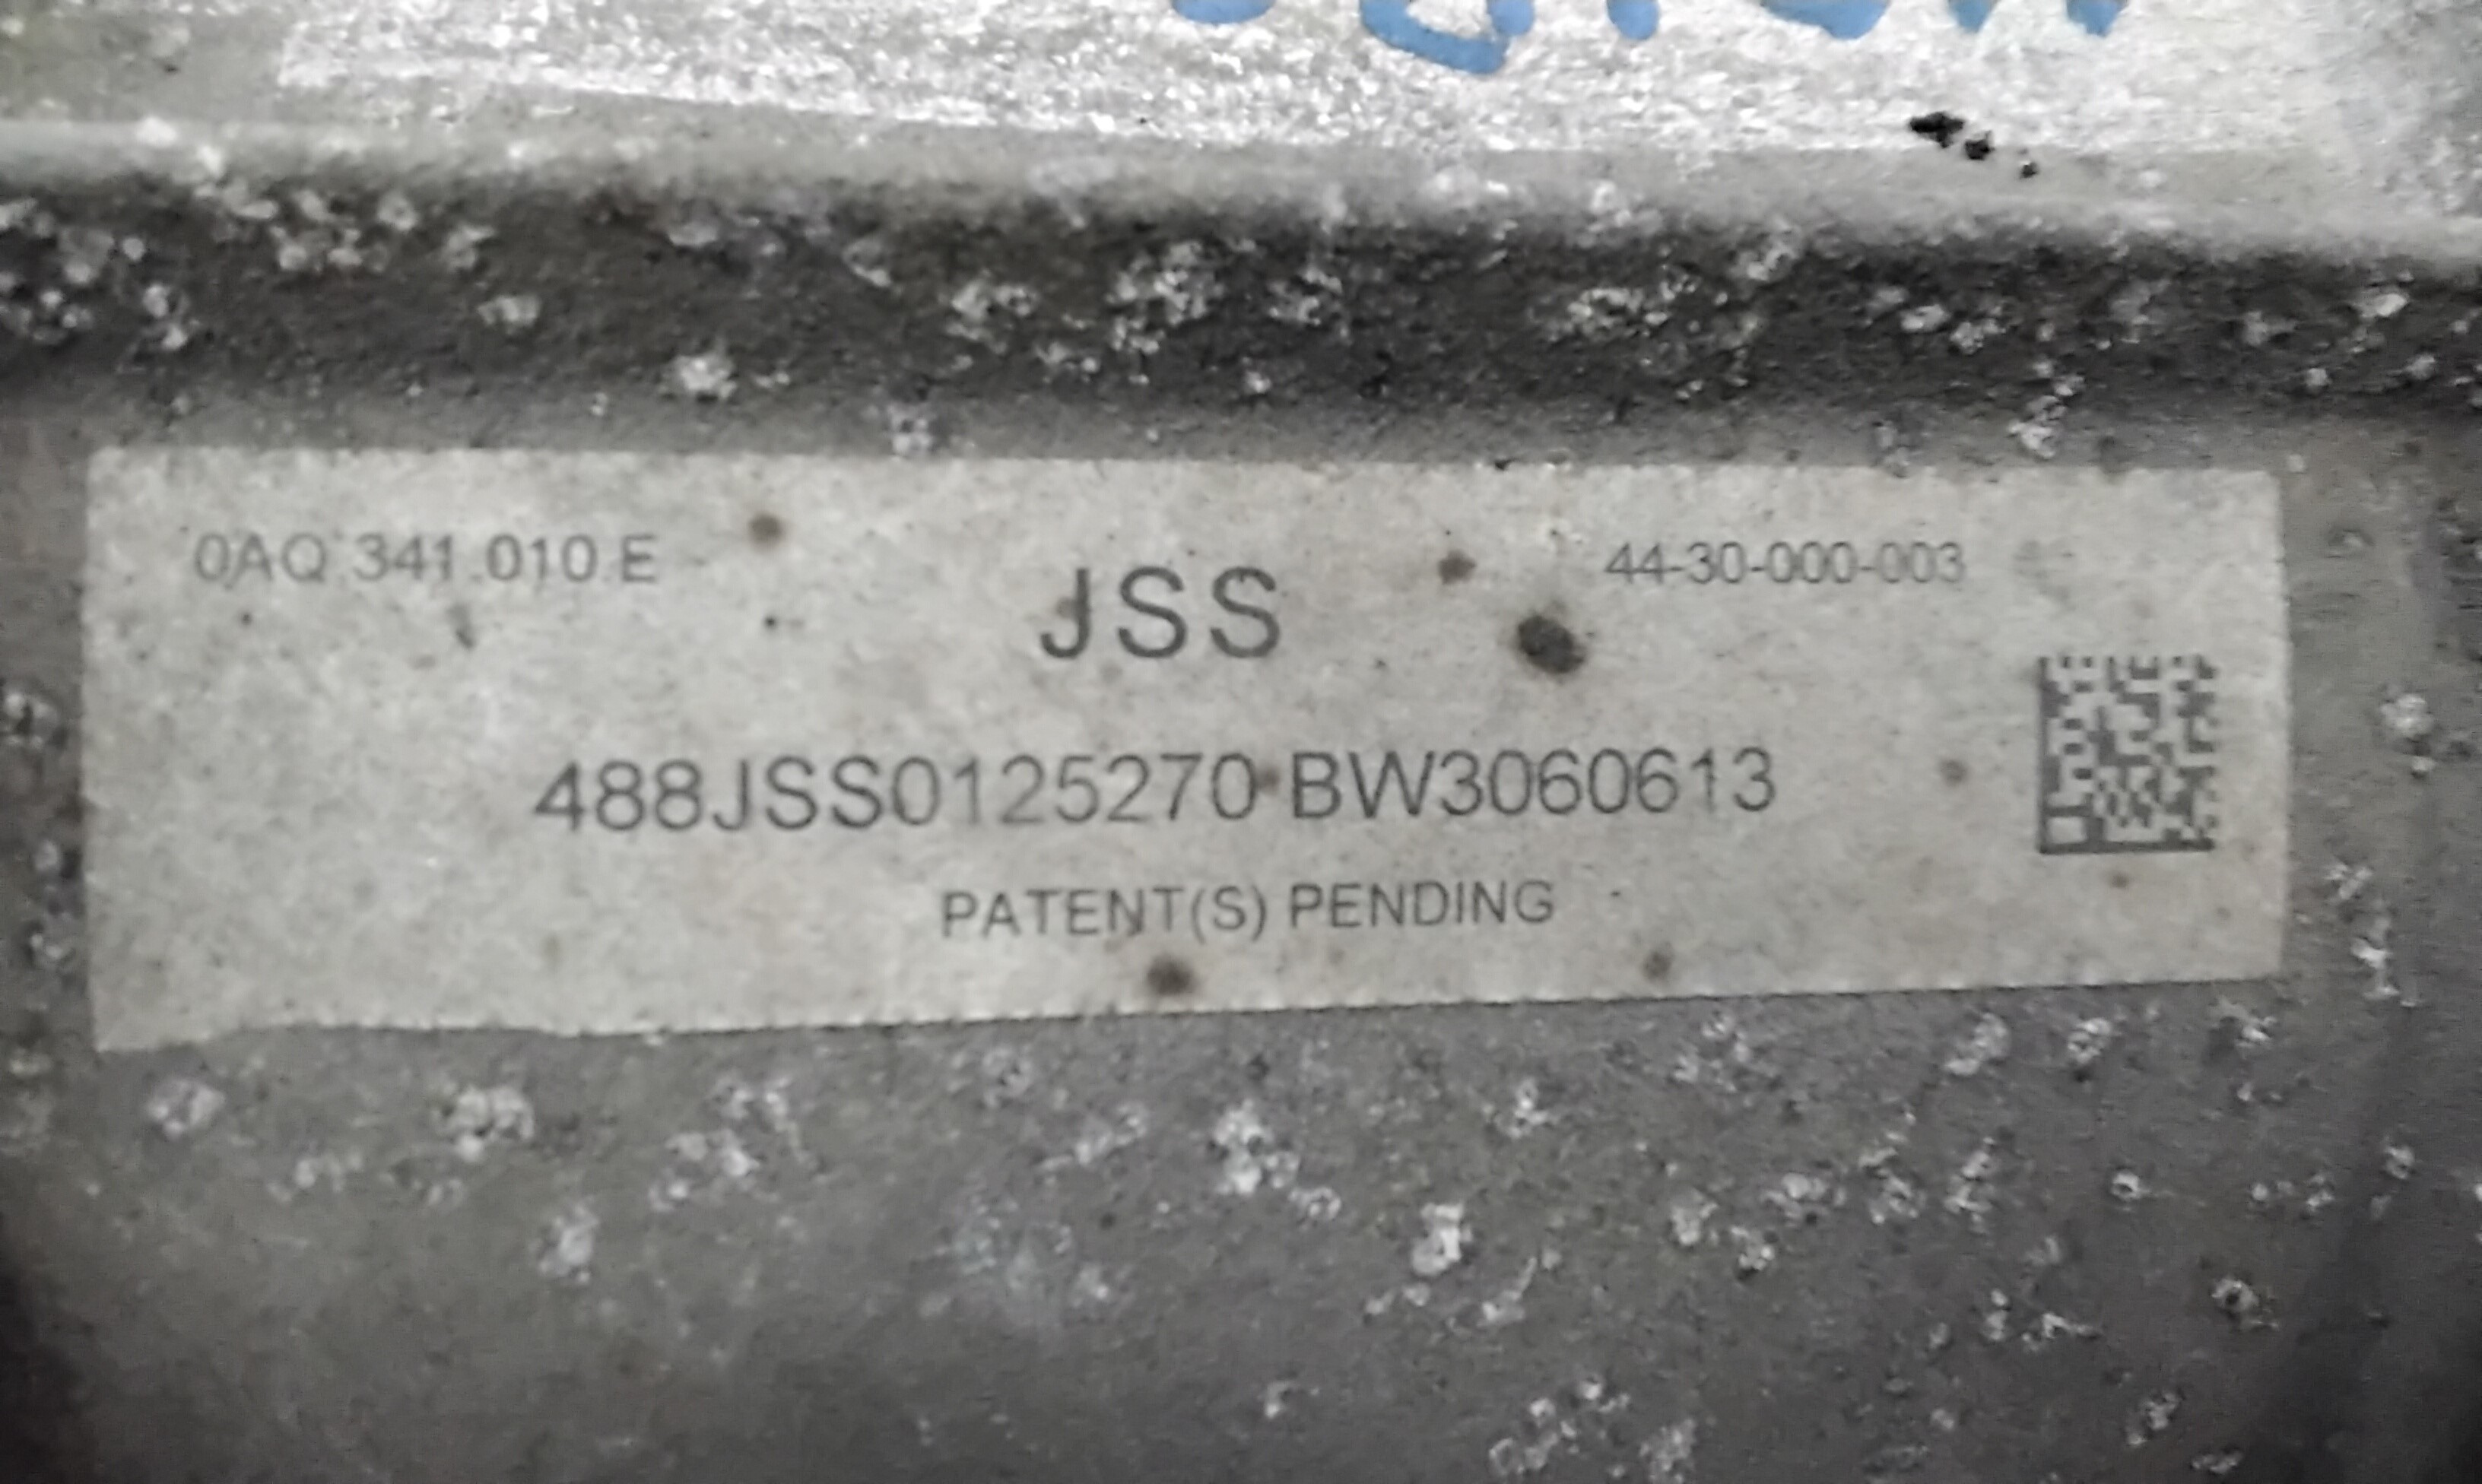 0AQ.341.010.E
44-30-000-003
JSS
488JSS0125270 BW3060613
PATENT(S) PENDING